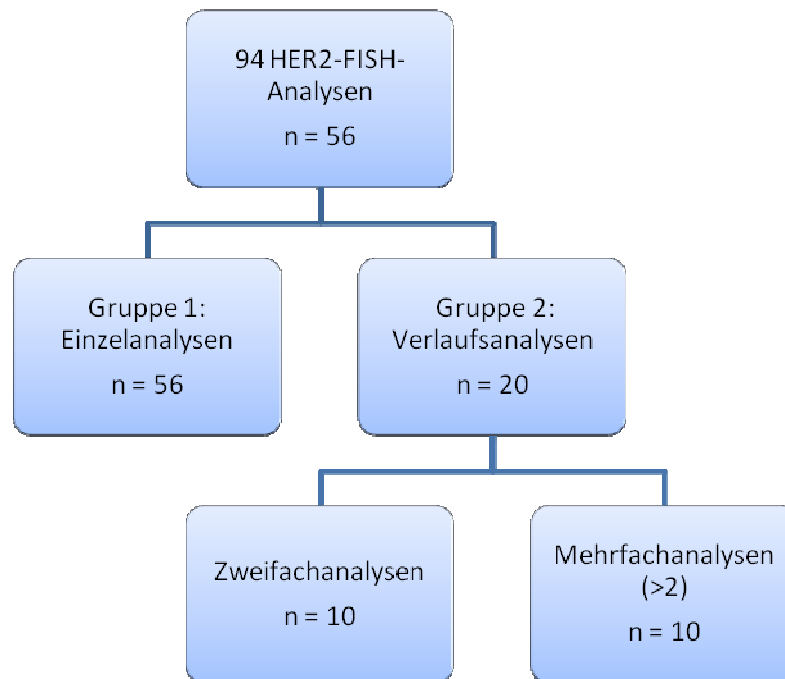 94 HER2-FISH-
Analysen
n = 56
Gruppe 1:
Einzelanalysen
n = 56
Gruppe 2:
Verlaufsanalysen
n = 20
Zweifachanalysen
n = 10
Mehrfachanalysen
(>2)
n = 10